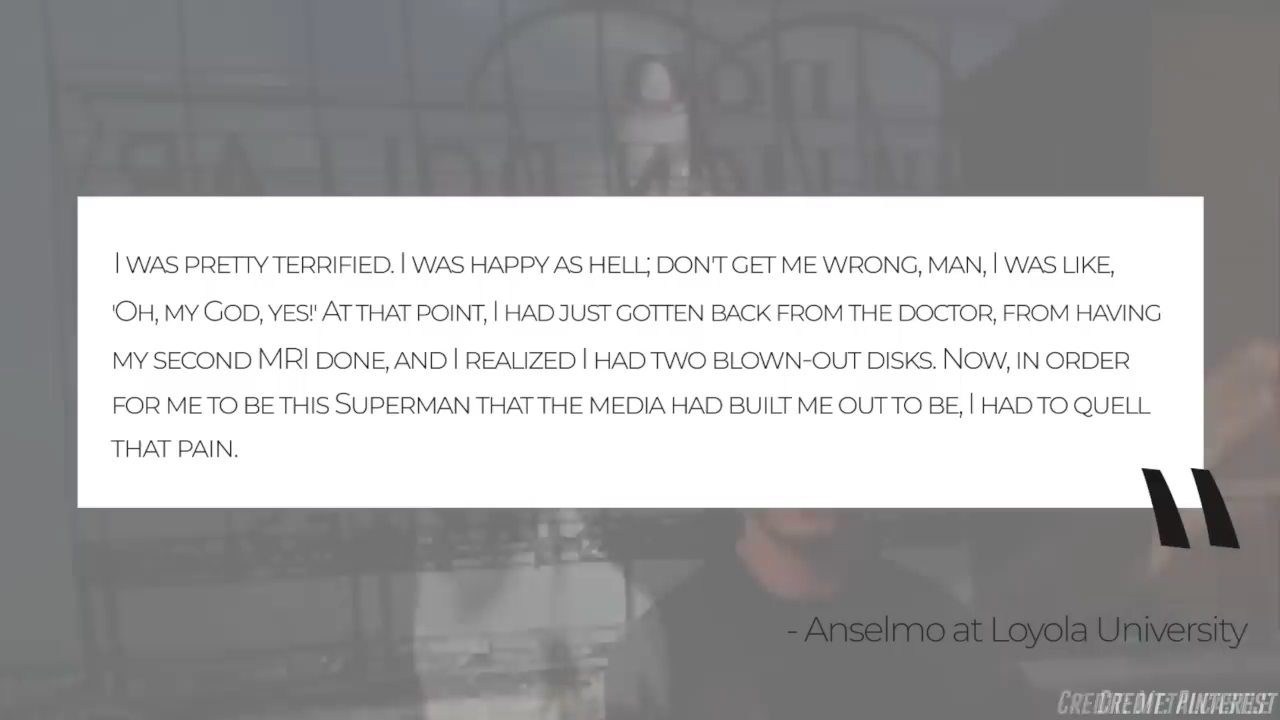 I was pretty terrified. I was happy as hell; don't get me wrong, man, I was like,
'Oh, my God, yes!' At that point, I had just gotten back from the doctor, from having
my second MRI done, and I realized I had two blown-out disks. Now, in order
for me to be this Superman that the media had built me out to be, I had to quell
that pain.
"
- Anselmo at Loyola University
Credit: Pinterest